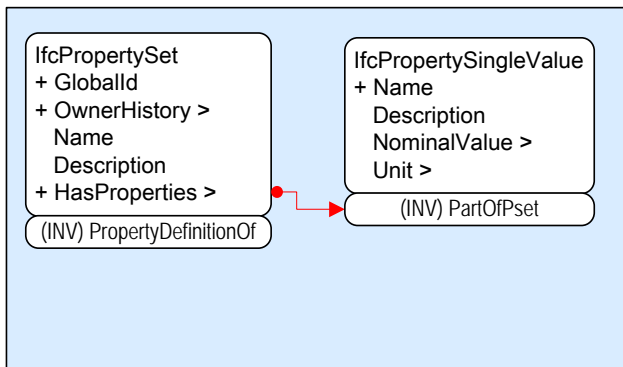 IfcPropertySet
+ GlobalId
+ OwnerHistory >
Name
Description
+ HasProperties >
(INV) PropertyDefinitionOf
IfcPropertySingleValue
+ Name
Description
NominalValue >
Unit >
(INV) PartOfPset